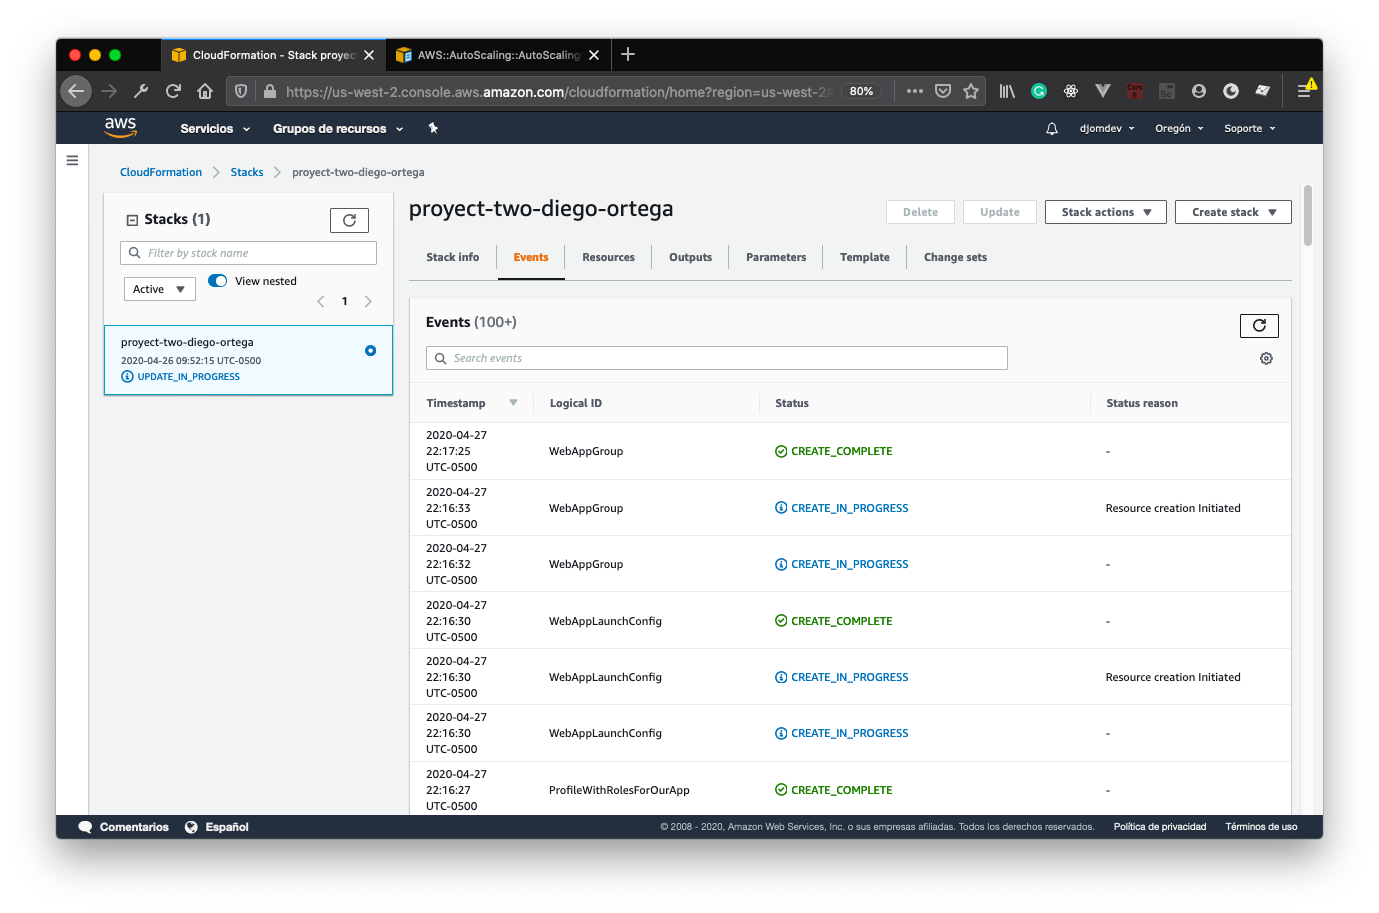 CloudFormation - Stack proyec
AWS::AutoScaling::AutoScaling
https://us-west-2.console.aws.amazon.com/cloudformation/home?region=us-west-2#
80%
aws
Servicios
Grupos de recursos
djomdev
Oregón
Soporte
CloudFormation
Stacks
proyect-two-diego-ortega
Stacks (1)
Filter by stack name
Active
View nested
1
proyect-two-diego-ortega
2020-04-26 09:52:15 UTC-0500
UPDATE_IN_PROGRESS
proyect-two-diego-ortega
Delete
Update
Stack actions
Create stack
Stack info
Events
Resources
Outputs
Parameters
Template
Change sets
Events (100+)
Search events
Timestamp
Logical ID
Status
Status reason
2020-04-27
22:17:25
UTC-0500
WebAppGroup
CREATE_COMPLETE
-
2020-04-27
22:16:33
UTC-0500
WebAppGroup
CREATE_IN_PROGRESS
Resource creation Initiated
2020-04-27
22:16:32
UTC-0500
WebAppGroup
CREATE_IN_PROGRESS
-
2020-04-27
22:16:30
UTC-0500
WebAppLaunchConfig
CREATE_COMPLETE
-
2020-04-27
22:16:30
UTC-0500
WebAppLaunchConfig
CREATE_IN_PROGRESS
Resource creation Initiated
2020-04-27
22:16:30
UTC-0500
WebAppLaunchConfig
CREATE_IN_PROGRESS
-
2020-04-27
22:16:27
UTC-0500
ProfileWithRolesForOurApp
CREATE_COMPLETE
-
Comentarios
Español
© 2008 - 2020, Amazon Web Services, Inc. o sus empresas afiliadas. Todos los derechos reservados.
Política de privacidad
Términos de uso